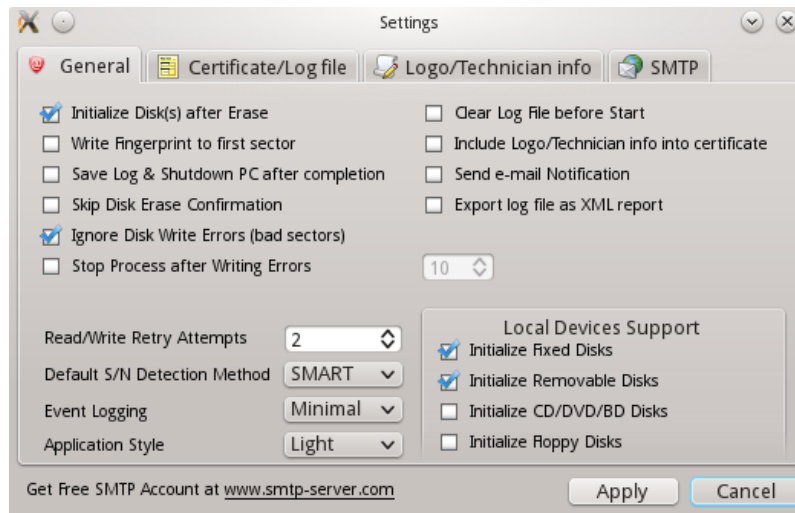 Settings
General
Certificate/Log file
Logo/Technician info
SMTP
Initialize Disk(s) after Erase
Write Fingerprint to first sector
Save Log & Shutdown PC after completion
Skip Disk Erase Confirmation
Ignore Disk Write Errors (bad sectors)
Stop Process after Writing Errors
Clear Log File before Start
Include Logo/Technician info into certificate
Send e-mail Notification
Export log file as XML report
10
Read/Write Retry Attempts 2
Default S/N Detection Method SMART
Event Logging Minimal
Application Style Light
Local Devices Support
Initialize Fixed Disks
Initialize Removable Disks
Initialize CD/DVD/BD Disks
Initialize Floppy Disks
Get Free SMTP Account at www.smtp-server.com
Apply
Cancel